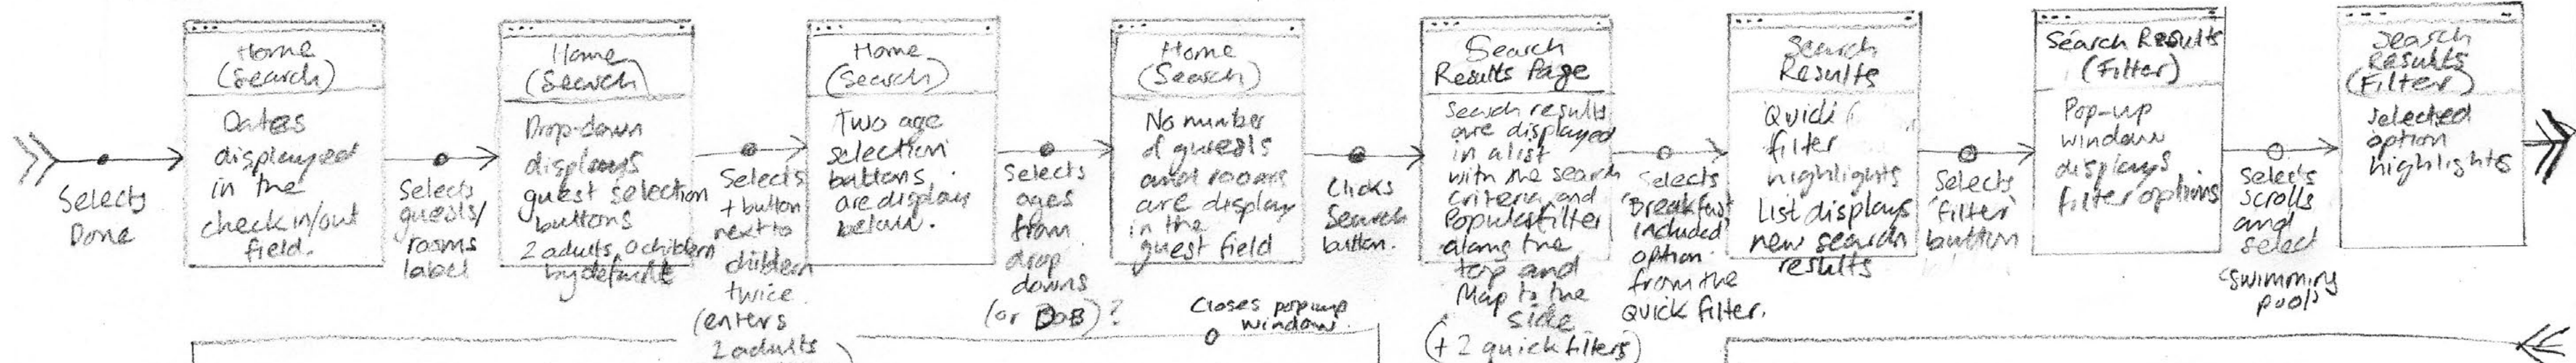 Selects
Done
Home
(Search)
Dates
displayed
in the
check in/out
field.
Selects
guests/
rooms
label
Home
(Search)
Drop-down
displays
guest selection
buttons
2 adults, 0 children
by default
Selects
+ button
next to
children
twice
(enters
2 adults
Home
(Search)
Two age
selection
buttons
are display
below.
Selects
ages
from
drop
downs
(or DOB)?
Home
(Search)
No number
of guests
and rooms
are display
in the
guest field
Clicks
Search
button.
Search
Results Page
Search results
are displayed
in a list
with the search
criteria and
Popular filter
along the
top and
Map to the
side
(+ 2 quick filters)
Selects
'Breakfast
included'
option
from the
Quick filter.
Search
Results
Quick
filter
highlights
List displays
new search
results
Selects
'filter'
button
Search Results
(Filter)
Pop-up
window
displays
filter options
Selects
scrolls
and
select
'swimming
pool'
Search
Results
(Filter)
Selected
option
highlights
Closes popup
window.